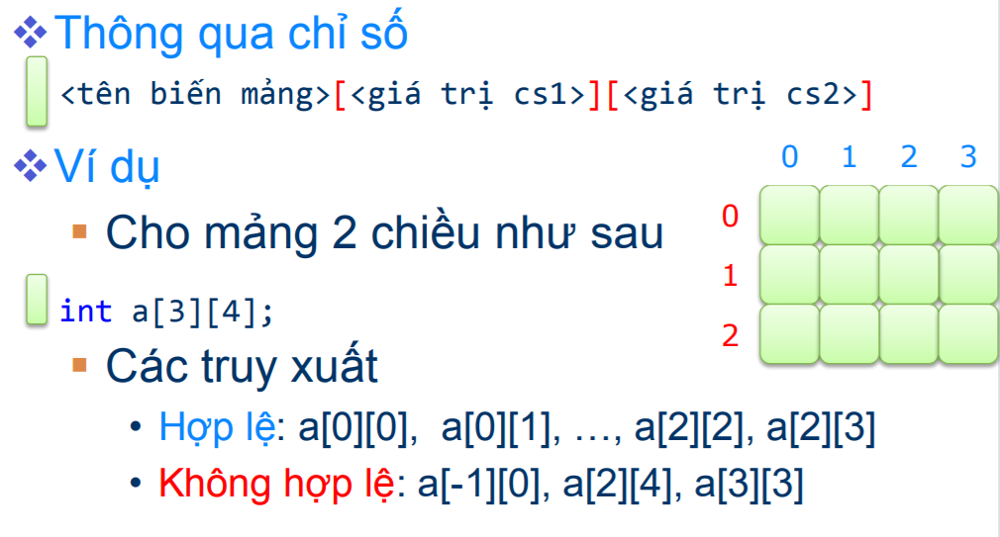 Thông qua chỉ số
<tên biến mảng>[<giá trị cs1>][<giá trị cs2>]
Ví dụ
Cho mảng 2 chiều như sau
int a[3][4];
0 1 2 3
0
1
2
Các truy xuất
• Hợp lệ: a[0][0], a[0][1], …, a[2][2], a[2][3]
• Không hợp lệ: a[-1][0], a[2][4], a[3][3]